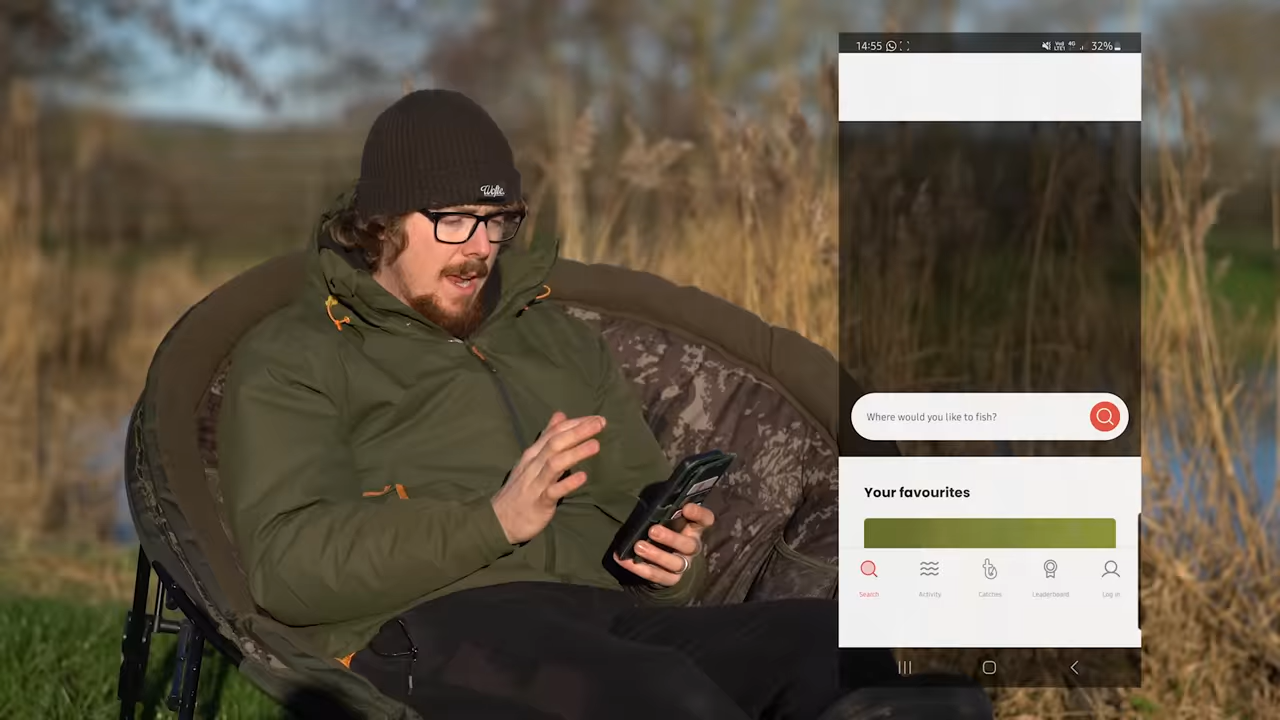 14:55
32%
Where would you like to fish?
Your favourites
Search
Activity
Catches
Leaderboard
Log in